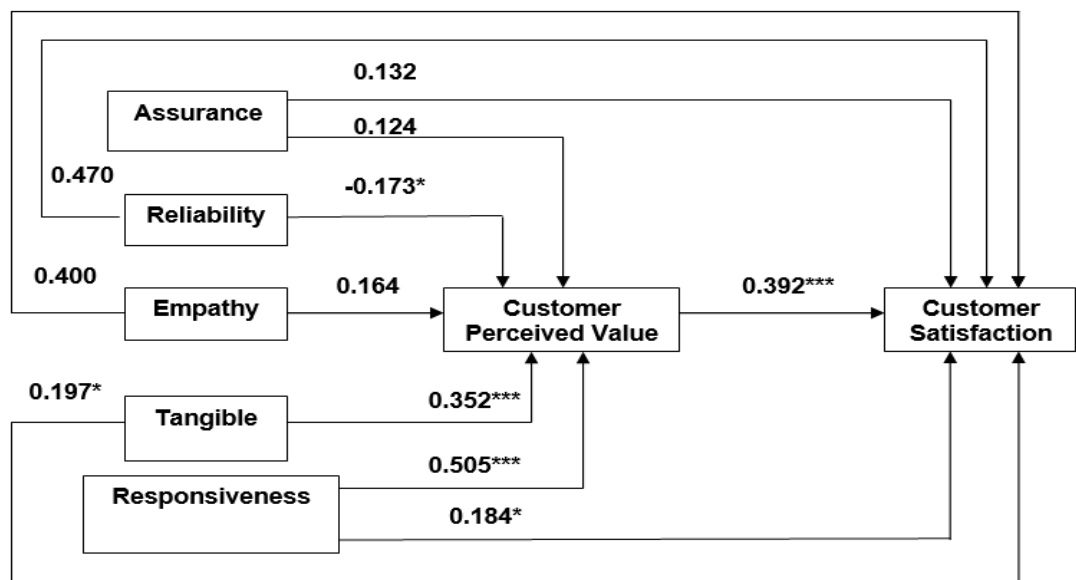 0.132
Assurance
0.124
0.470
-0.173*
Reliability
0.400
Empathy
0.164
Customer
Perceived Value
0.392***
Customer
Satisfaction
0.197*
Tangible
0.352***
0.505***
Responsiveness
0.184*